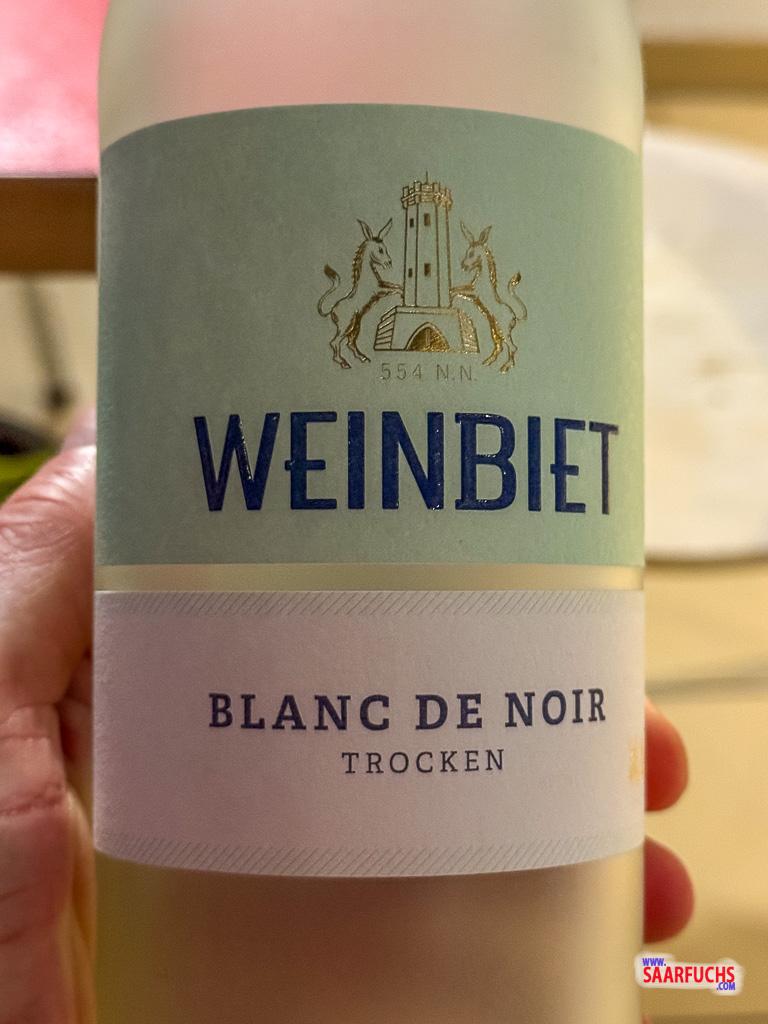 554 N.N.
WEINBIET
BLANC DE NOIR
TROCKEN
WWW.
SAARFUCHS
.COM